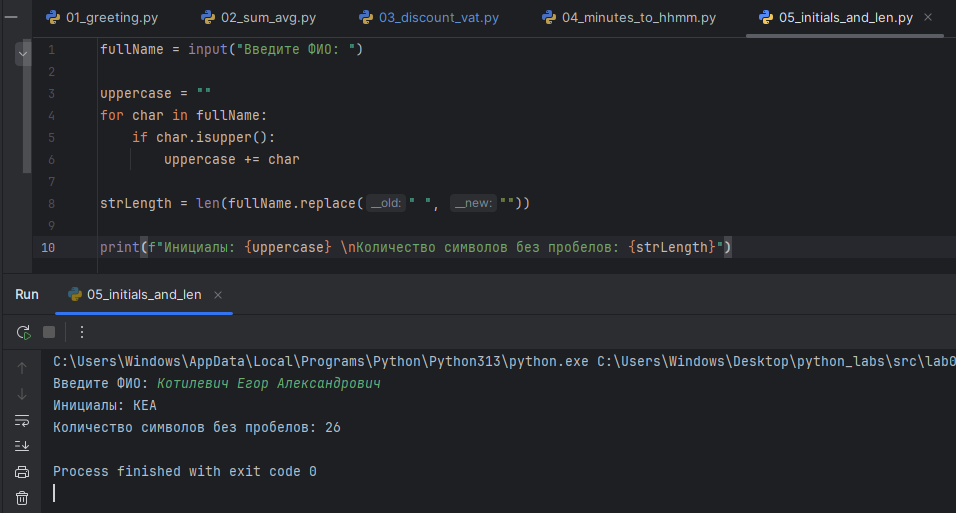 01_greeting.py 02_sum_avg.py 03_discount_vat.py 04_minutes_to_hhmm.py 05_initials_and_len.py
1 fullName = input("Введите ФИО: ")
2
3 uppercase = ""
4 for char in fullName:
5 if char.isupper():
6 uppercase += char
7
8 strLength = len(fullName.replace(__old: " ", __new: ""))
9
10 print(f"Инициалы: {uppercase} \nКоличество символов без пробелов: {strLength}")
Run 05_initials_and_len
C:\Users\Windows\AppData\Local\Programs\Python\Python313\python.exe C:\Users\Windows\Desktop\python_labs\src\lab0
Введите ФИО: Котилевич Егор Александрович
Инициалы: КЕА
Количество символов без пробелов: 26
Process finished with exit code 0